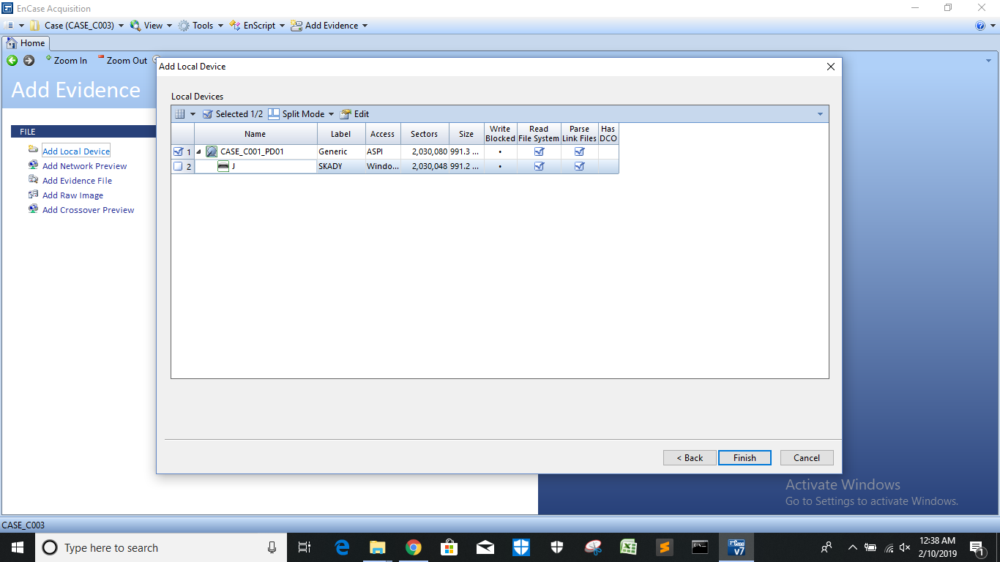 EnCase Acquisition
Case (CASE_C003) View Tools EnScript Add Evidence
Home
Zoom In Zoom Out
Add Evidence
FILE
Add Local Device
Add Network Preview
Add Evidence File
Add Raw Image
Add Crossover Preview
Add Local Device
Local Devices
Selected 1/2 Split Mode Edit
Name Label Access Sectors Size Write Blocked Read File System Parse Link Files Has DCO
1 CASE_C001_PD01 Generic ASPI 2,030,080 991.3 ... •
2 J SKADY Windo... 2,030,048 991.2 ... •
< Back Finish Cancel
Activate Windows
Go to Settings to activate Windows.
CASE_C003
Type here to search
v7
12:38 AM
2/10/2019
1